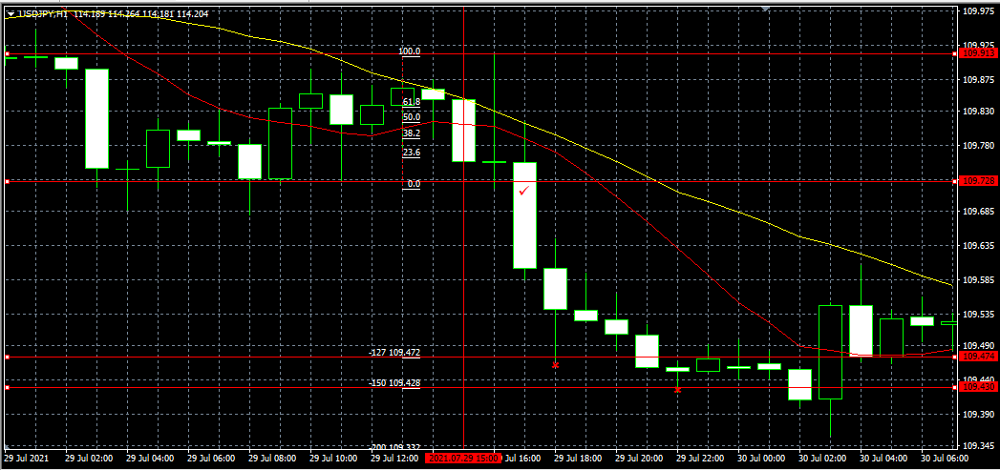 USDJPY,H1 114.189 114.264 114.181 114.204
109.975
109.925
100.0
109.913
109.875
61.8
109.830
50.0
38.2
109.780
23.6
0.0
109.728
109.685
109.635
109.585
109.535
109.490
-127 109.472
109.474
109.440
-150 109.428
109.430
109.390
-200 109.332
109.345
29 Jul 2021
29 Jul 02:00
29 Jul 04:00
29 Jul 06:00
29 Jul 08:00
29 Jul 10:00
29 Jul 12:00
2021.07.29 15:00
Jul 16:00
29 Jul 18:00
29 Jul 20:00
29 Jul 22:00
30 Jul 00:00
30 Jul 02:00
30 Jul 04:00
30 Jul 06:00